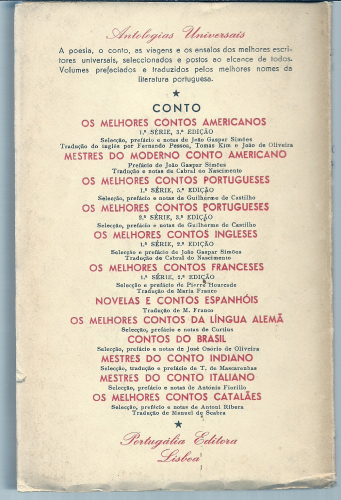 Antologias Universais
A poesia, o conto, as viagens e os ensaios dos melhores escri-
tores universais, seleccionados e postos ao alcance de todos.
Volumes prefaciados e traduzidos pelos melhores nomes da
literatura portuguesa.
CONTO
OS MELHORES CONTOS AMERICANOS
1.ª SÉRIE, 3.ª EDIÇÃO
Selecção, prefácio e notas de João Gaspar Simões
Tradução do inglês por Fernando Pessoa, Tomás Kim e João de Oliveira
MESTRES DO MODERNO CONTO AMERICANO
Prefácio de João Gaspar Simões
Tradução e notas de Cabral do Nascimento
OS MELHORES CONTOS PORTUGUESES
1.ª SÉRIE, 5.ª EDIÇÃO
Selecção, prefácio e notas de Guilherme de Castilho
OS MELHORES CONTOS PORTUGUESES
2.ª SÉRIE, 3.ª EDIÇÃO
Selecção, prefácio e notas de Guilherme de Castilho
OS MELHORES CONTOS INGLESES
1.ª SÉRIE, 2.ª EDIÇÃO
Selecção e prefácio de João Gaspar Simões
Tradução de Cabral do Nascimento
OS MELHORES CONTOS FRANCESES
1.ª SÉRIE, 2.ª EDIÇÃO
Selecção e prefácio de Pierre Hourcade
Tradução de Maria Franco
NOVELAS E CONTOS ESPANHÓIS
Tradução de M. Franco
OS MELHORES CONTOS DA LÍNGUA ALEMÃ
Selecção, prefácio e notas de Curtius
CONTOS DO BRASIL
Selecção, prefácio e notas de José Osório de Oliveira
MESTRES DO CONTO INDIANO
Selecção, tradução e prefácio de T. de Mascarenhas
MESTRES DO CONTO ITALIANO
Selecção, prefácio e notas de António Fiorillo
OS MELHORES CONTOS CATALÃES
Selecção, prefácio e notas de Antoni Ribera
Tradução de Manuel de Seabra
Portugália Editora
Lisboa